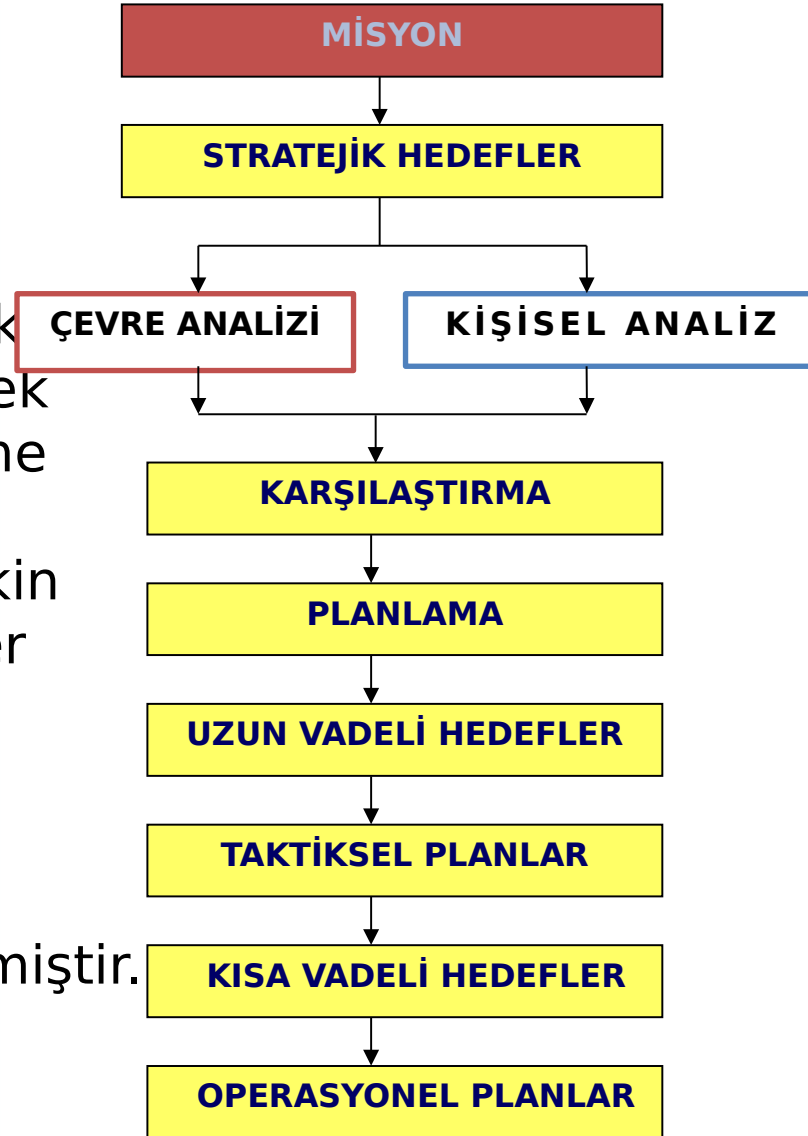 MİSYON
STRATEJİK HEDEFLER
ÇEVRE ANALİZİ
KİŞİSEL ANALİZ
KARŞILAŞTIRMA
PLANLAMA
UZUN VADELİ HEDEFLER
TAKTİKSEL PLANLAR
KISA VADELİ HEDEFLER
OPERASYONEL PLANLAR